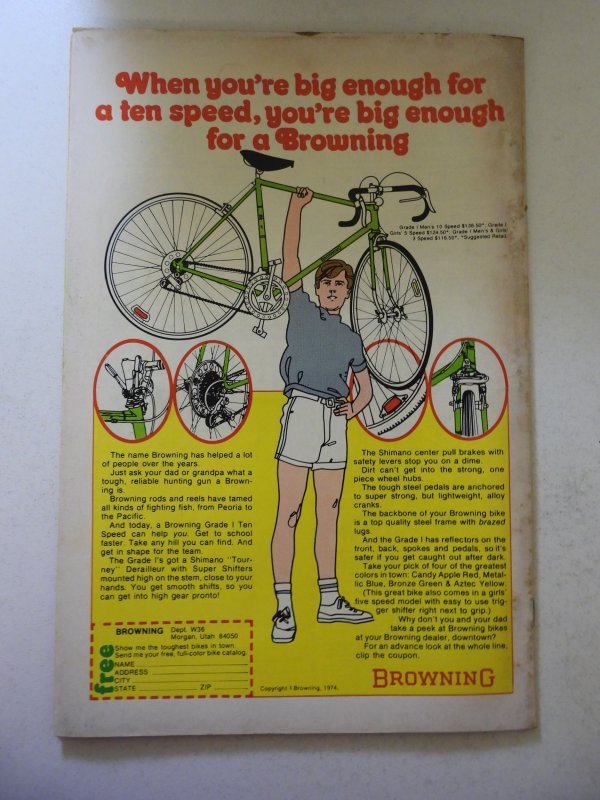 When you're big enough for
a ten speed, you're big enough
for a Browning
Grade I Men's 10 Speed $138.50*, Grade I
Girls' 5 Speed $124.50*, Grade I Men's & Girls'
3 Speed $116.50*. *Suggested Retail.
The name Browning has helped a lot
of people over the years.
Just ask your dad or grandpa what a
tough, reliable hunting gun a Brown-
ing is.
Browning rods and reels have tamed
all kinds of fighting fish, from Peoria to
the Pacific.
And today, a Browning Grade I Ten
Speed can help you. Get to school
faster. Take any hill you can find. And
get in shape for the team.
The Grade I's got a Shimano "Tour-
ney" Derailleur with Super Shifters
mounted high on the stem, close to your
hands. You get smooth shifts, so you
can get into high gear pronto!
BROWNING Dept. W36
Morgan, Utah 84050
free
Show me the toughest bikes in town.
Send me your free, full-color bike catalog.
NAME
ADDRESS
CITY
STATE ZIP
The Shimano center pull brakes with
safety levers stop you on a dime.
Dirt can't get into the strong, one
piece wheel hubs.
The tough steel pedals are anchored
to super strong, but lightweight, alloy
cranks.
The backbone of your Browning bike
is a top quality steel frame with brazed
lugs.
And the Grade I has reflectors on the
front, back, spokes and pedals, so it's
safer if you get caught out after dark.
Take your pick of four of the greatest
colors in town: Candy Apple Red, Metal-
lic Blue, Bronze Green & Aztec Yellow.
(This great bike also comes in a girls'
five speed model with easy to use trig-
ger shifter right next to grip.)
Why don't you and your dad
take a peek at Browning bikes
at your Browning dealer, downtown?
For an advance look at the whole line,
clip the coupon.
Copyright Browning, 1974.
BROWNING